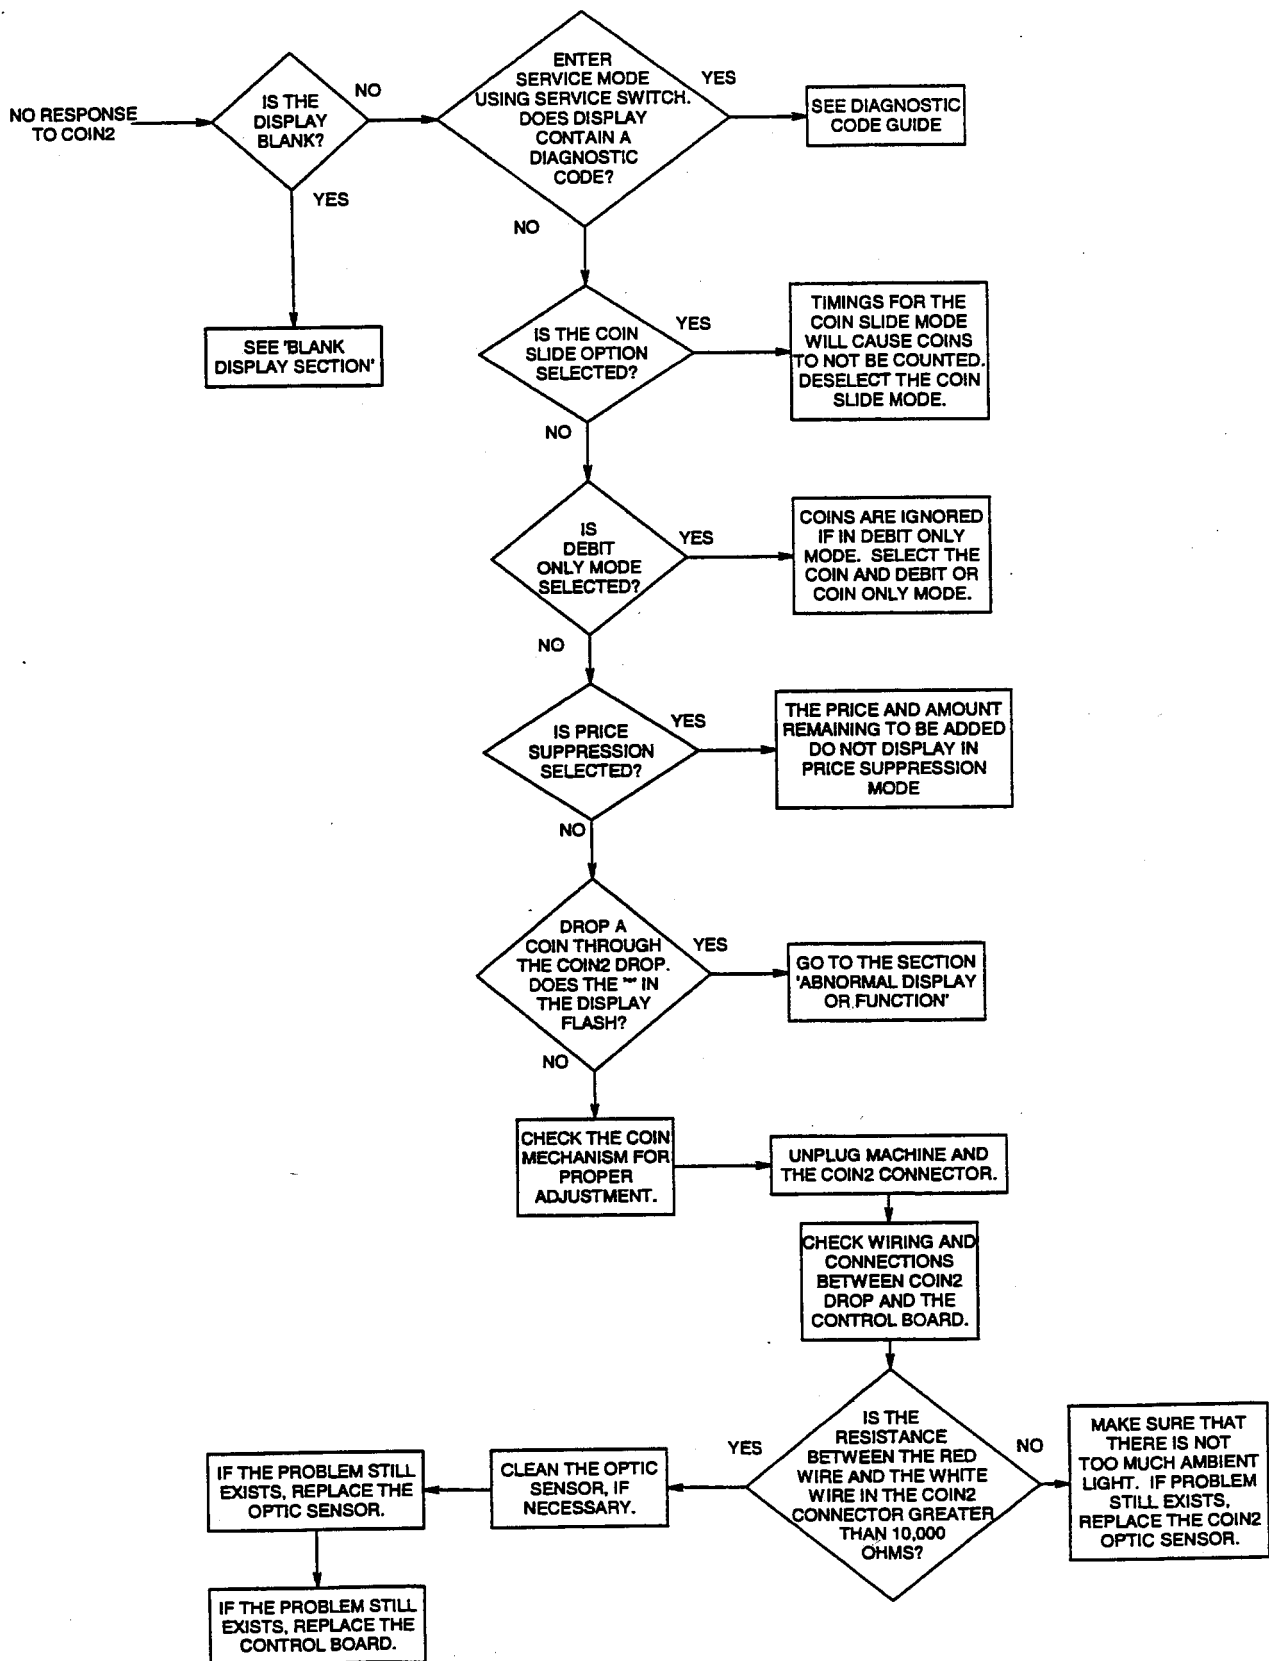 NO RESPONSE
TO COIN2
IS THE
DISPLAY
BLANK?
NO
YES
SEE 'BLANK
DISPLAY SECTION'
ENTER
SERVICE MODE
USING SERVICE SWITCH.
DOES DISPLAY
CONTAIN A
DIAGNOSTIC
CODE?
YES
SEE DIAGNOSTIC
CODE GUIDE
NO
IS THE COIN
SLIDE OPTION
SELECTED?
YES
TIMINGS FOR THE
COIN SLIDE MODE
WILL CAUSE COINS
TO NOT BE COUNTED.
DESELECT THE COIN
SLIDE MODE.
NO
IS
DEBIT
ONLY MODE
SELECTED?
YES
COINS ARE IGNORED
IF IN DEBIT ONLY
MODE. SELECT THE
COIN AND DEBIT OR
COIN ONLY MODE.
NO
IS PRICE
SUPPRESSION
SELECTED?
YES
THE PRICE AND AMOUNT
REMAINING TO BE ADDED
DO NOT DISPLAY IN
PRICE SUPPRESSION
MODE
NO
DROP A
COIN THROUGH
THE COIN2 DROP.
DOES THE "" IN
THE DISPLAY
FLASH?
YES
GO TO THE SECTION
'ABNORMAL DISPLAY
OR FUNCTION'
NO
CHECK THE COIN
MECHANISM FOR
PROPER
ADJUSTMENT.
UNPLUG MACHINE AND
THE COIN2 CONNECTOR.
CHECK WIRING AND
CONNECTIONS
BETWEEN COIN2
DROP AND THE
CONTROL BOARD.
IS THE
RESISTANCE
BETWEEN THE RED
WIRE AND THE WHITE
WIRE IN THE COIN2
CONNECTOR GREATER
THAN 10,000
OHMS?
NO
MAKE SURE THAT
THERE IS NOT
TOO MUCH AMBIENT
LIGHT. IF PROBLEM
STILL EXISTS,
REPLACE THE COIN2
OPTIC SENSOR.
YES
CLEAN THE OPTIC
SENSOR, IF
NECESSARY.
IF THE PROBLEM STILL
EXISTS, REPLACE THE
OPTIC SENSOR.
IF THE PROBLEM STILL
EXISTS, REPLACE THE
CONTROL BOARD.